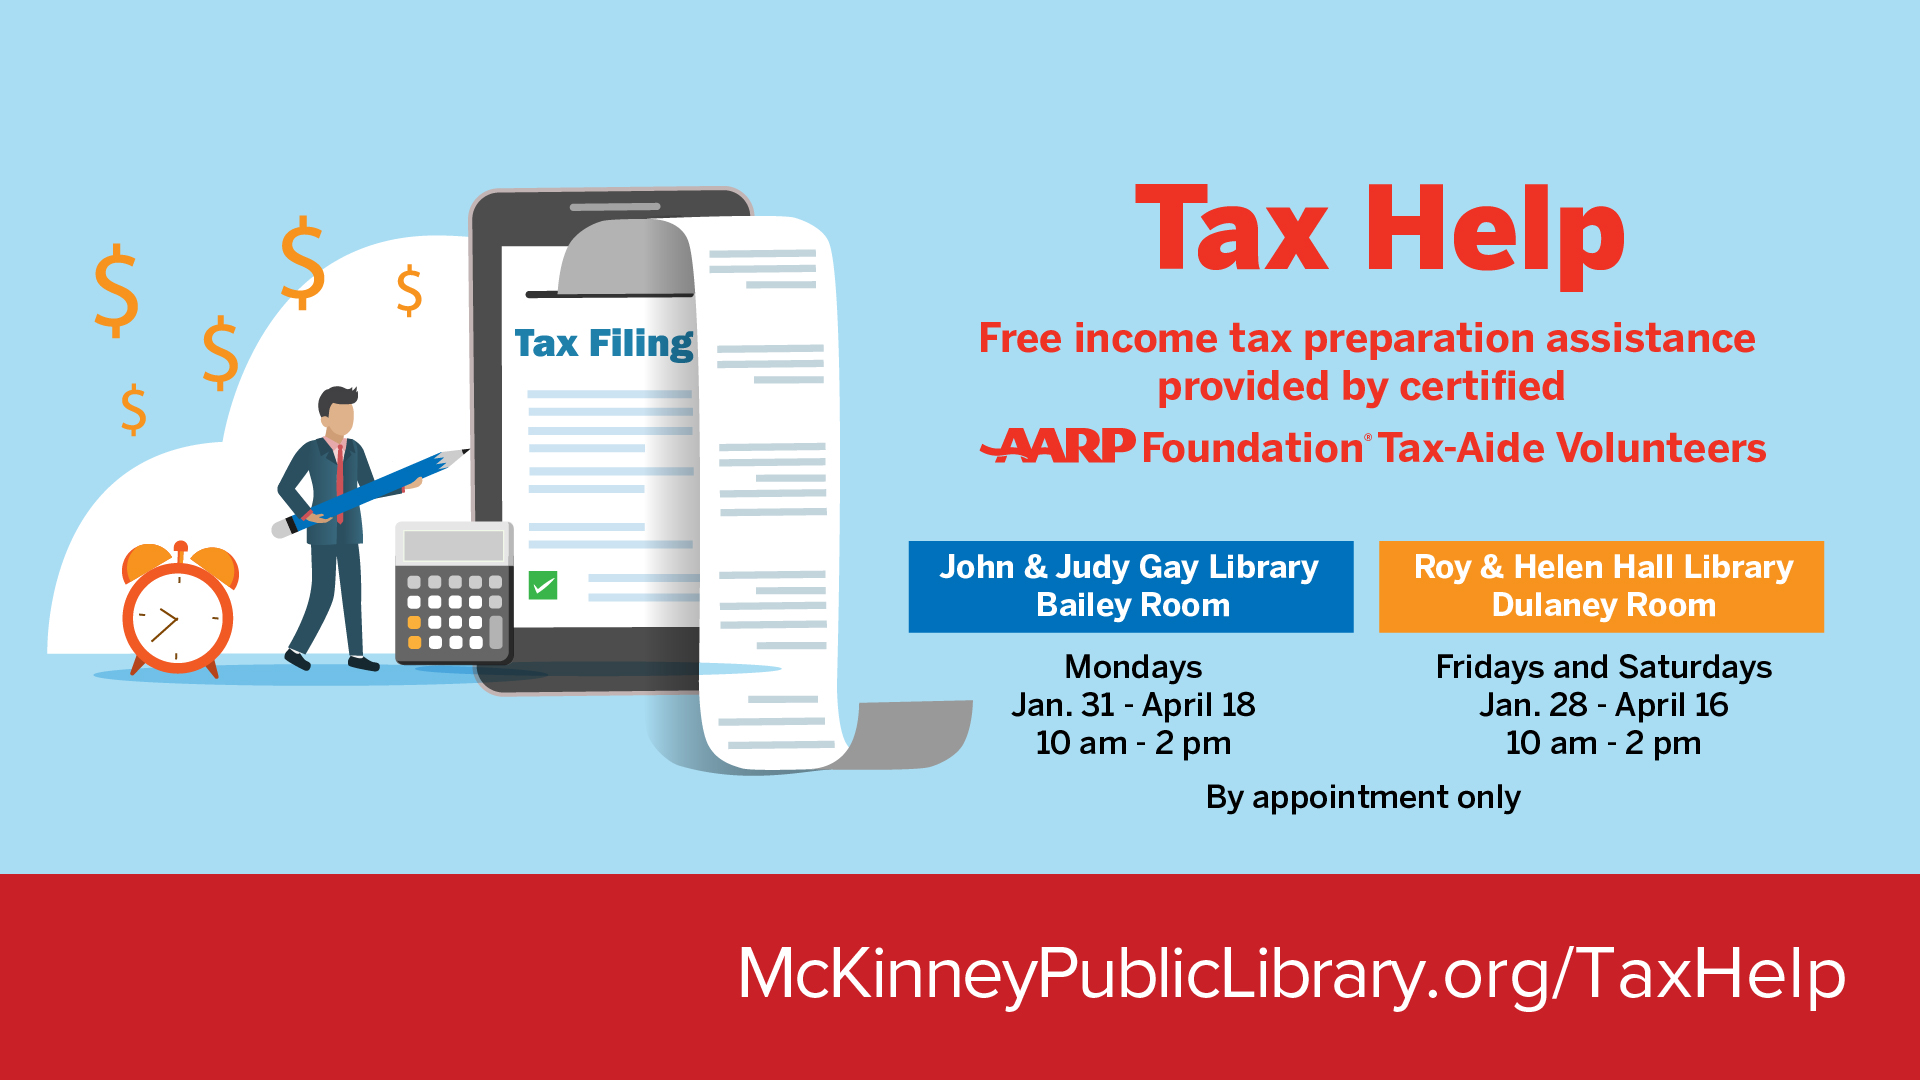 $
$
$
$
$
Tax Filing
Tax Help
Free income tax preparation assistance
provided by certified
AARP Foundation® Tax-Aide Volunteers
John & Judy Gay Library
Bailey Room
Mondays
Jan. 31 - April 18
10 am - 2 pm
Roy & Helen Hall Library
Dulaney Room
Fridays and Saturdays
Jan. 28 - April 16
10 am - 2 pm
By appointment only
McKinneyPublicLibrary.org/TaxHelp